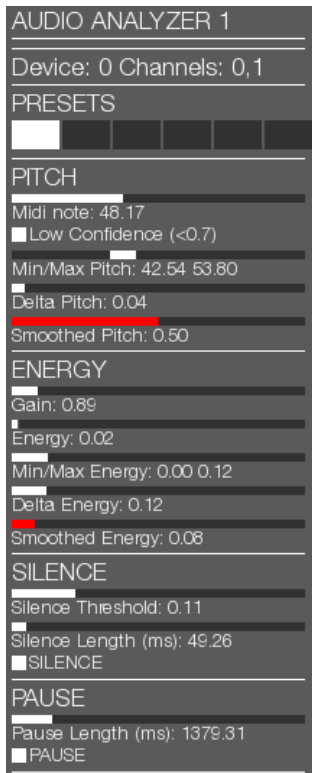 AUDIO ANALYZER 1
Device: 0 Channels: 0,1
PRESETS
PITCH
Midi note: 48.17
Low Confidence (<0.7)
Min/Max Pitch: 42.54 53.80
Delta Pitch: 0.04
Smoothed Pitch: 0.50
ENERGY
Gain: 0.89
Energy: 0.02
Min/Max Energy: 0.00 0.12
Delta Energy: 0.12
Smoothed Energy: 0.08
SILENCE
Silence Threshold: 0.11
Silence Length (ms): 49.26
SILENCE
PAUSE
Pause Length (ms): 1379.31
PAUSE